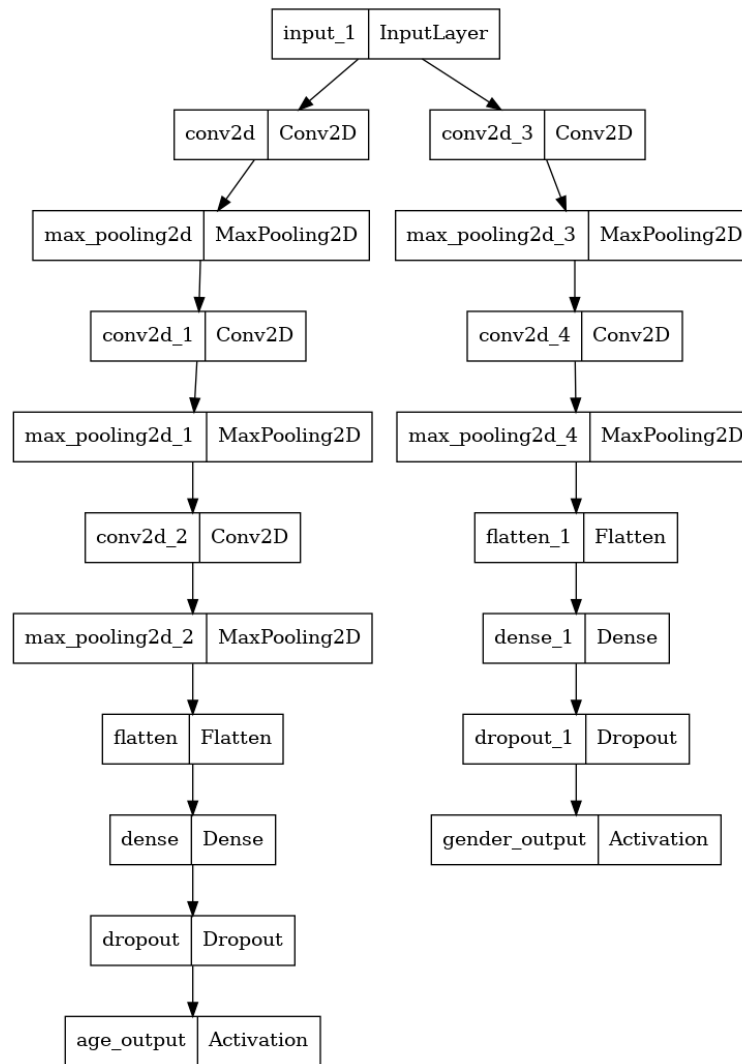 input_1 InputLayer
conv2d Conv2D
conv2d_3 Conv2D
max_pooling2d MaxPooling2D
max_pooling2d_3 MaxPooling2D
conv2d_1 Conv2D
conv2d_4 Conv2D
max_pooling2d_1 MaxPooling2D
max_pooling2d_4 MaxPooling2D
conv2d_2 Conv2D
flatten_1 Flatten
max_pooling2d_2 MaxPooling2D
dense_1 Dense
flatten Flatten
dropout_1 Dropout
dense Dense
gender_output Activation
dropout Dropout
age_output Activation